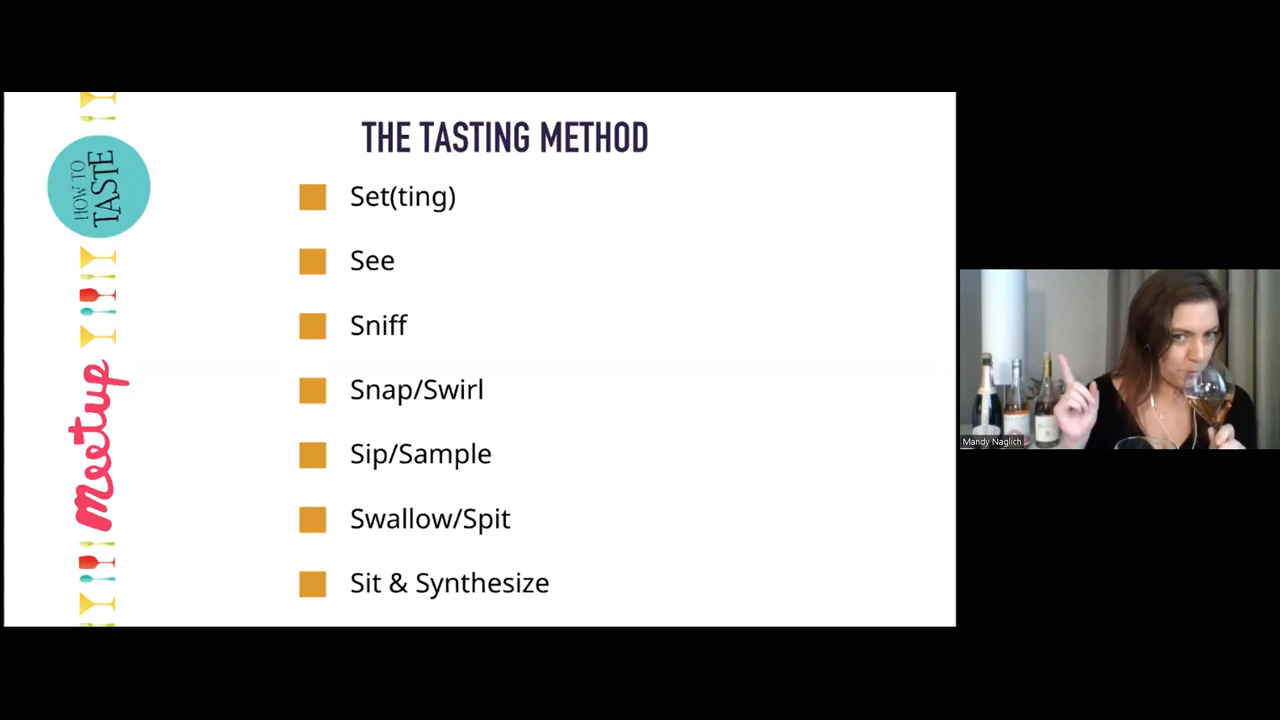 THE TASTING METHOD
HOW TO
TASTE
meetup
Set(ting)
See
Sniff
Snap/Swirl
Sip/Sample
Swallow/Spit
Sit & Synthesize
Mandy Naglich